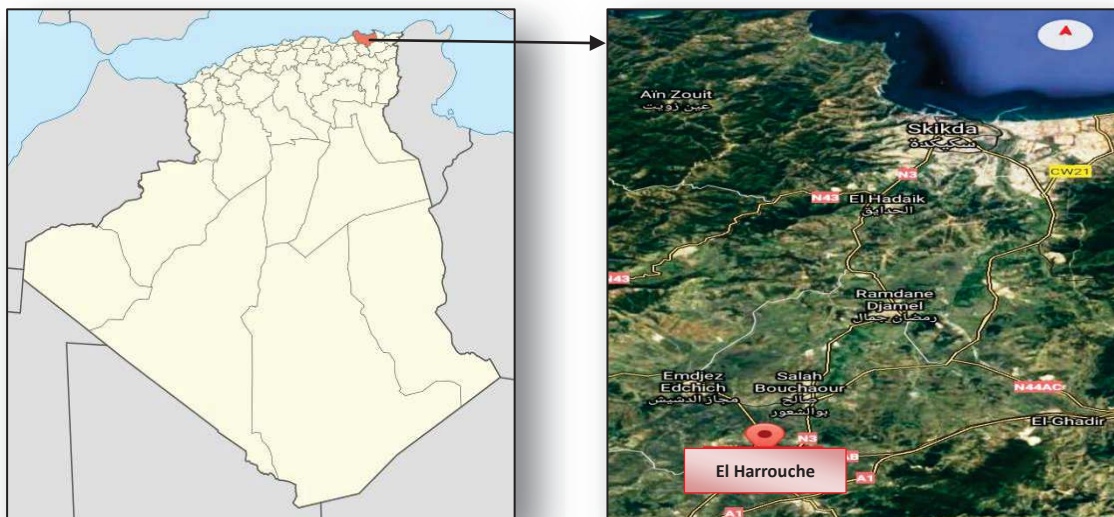 Aïn Zouit
عين زويت
Skikda
سكيكدة
CW21
N3
N43
El Hadaik
الحدايق
N43
Ramdane
Djamel
رمضان جمال
Emdjez
Edchich
مجاز الدشيش
Salah
Bouchaour
صالح
بوالشعور
N44AC
El-Ghadir
N3
El Harrouche
A1
A1